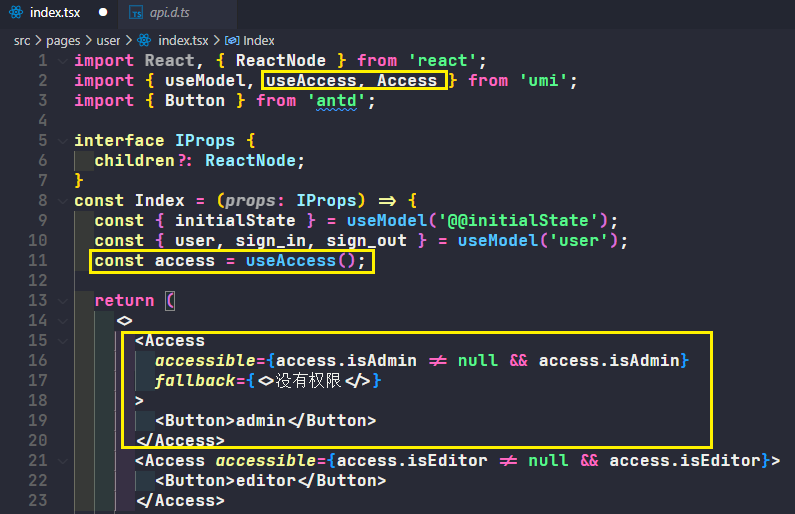 index.tsx ● TS api.d.ts
src > pages > user > index.tsx > Index
1 import React, { ReactNode } from 'react';
2 import { useModel, useAccess, Access } from 'umi';
3 import { Button } from 'antd';
4
5 interface IProps {
6 children?: ReactNode;
7 }
8 const Index = (props: IProps) => {
9 const { initialState } = useModel('@@initialState');
10 const { user, sign_in, sign_out } = useModel('user');
11 const access = useAccess();
12
13 return (
14 <>
15 <Access
16 accessible={access.isAdmin != null && access.isAdmin}
17 fallback={<>没有权限</>}
18 >
19 <Button>admin</Button>
20 </Access>
21 <Access accessible={access.isEditor != null && access.isEditor}>
22 <Button>editor</Button>
23 </Access>